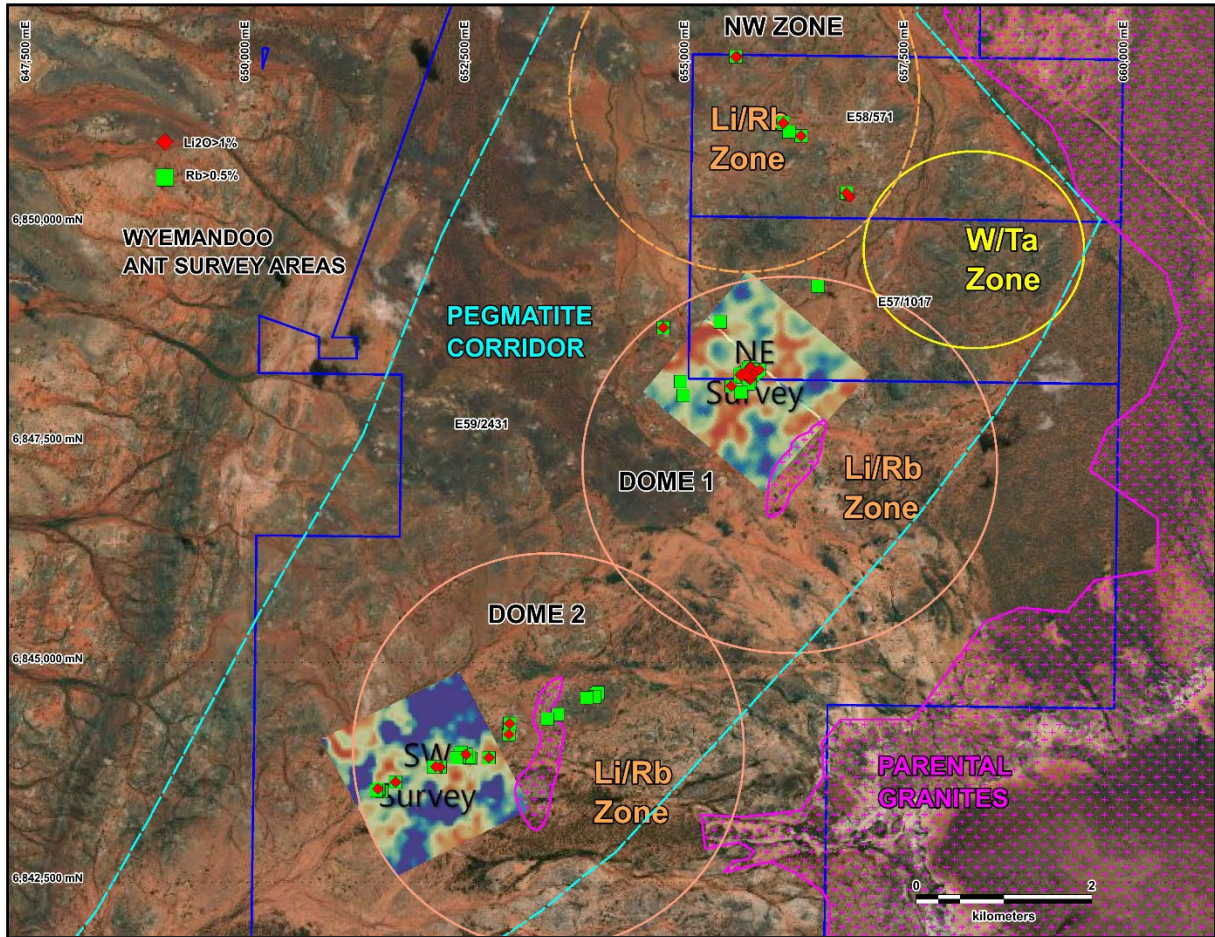 647,500 mE
650,000 mE
652,500 mE
655,000 mE
657,500 mE
660,000 mE
NW ZONE
Li/Rb
Zone
E58/571
Li2O>1%
Rb>0.5%
6,850,000 mN
WYEMANDOO
ANT SURVEY AREAS
W/Ta
Zone
E57/1017
PEGMATITE
CORRIDOR
NE
Survey
E59/2431
6,847,500 mN
DOME 1
Li/Rb
Zone
DOME 2
6,845,000 mN
SW
Survey
Li/Rb
Zone
PARENTAL
GRANITES
6,842,500 mN
0 2
kilometers